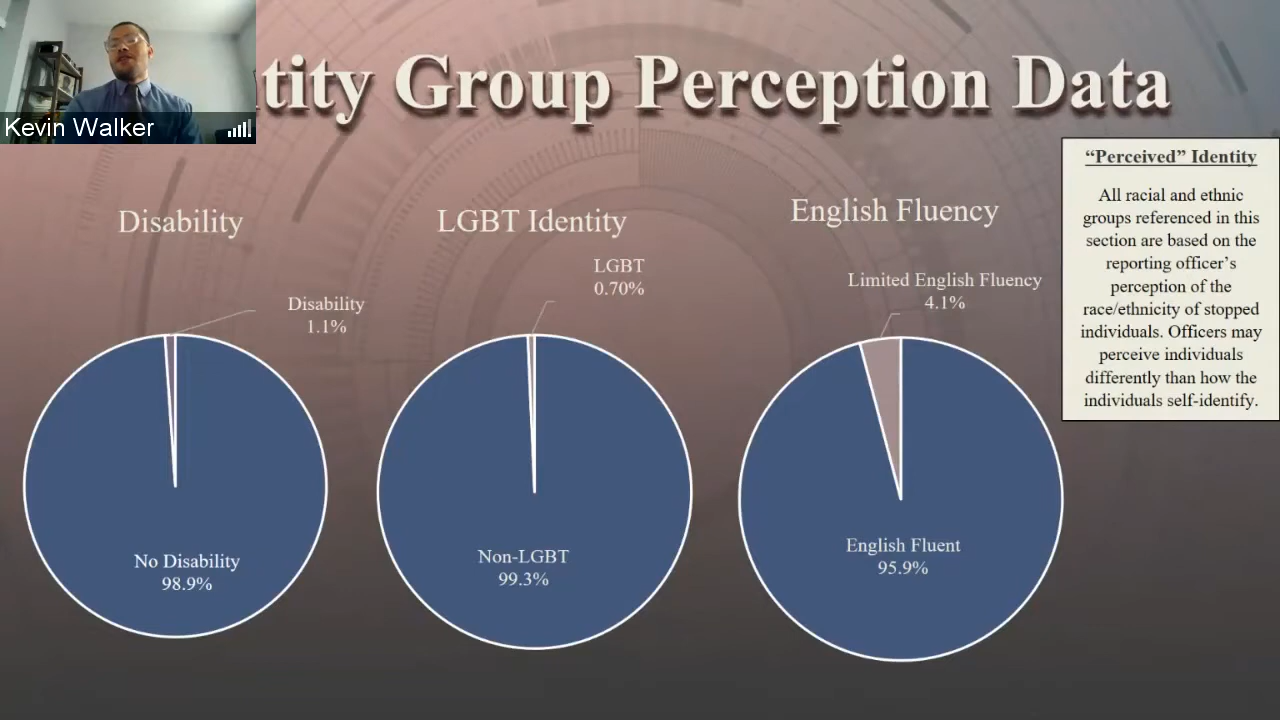 tity Group Perception Data
Kevin Walker
"Perceived" Identity
All racial and ethnic
groups referenced in this
section are based on the
reporting officer's
perception of the
race/ethnicity of stopped
individuals. Officers may
perceive individuals
differently than how the
individuals self-identify.
Disability
Disability
1.1%
No Disability
98.9%
LGBT Identity
LGBT
0.70%
Non-LGBT
99.3%
English Fluency
Limited English Fluency
4.1%
English Fluent
95.9%